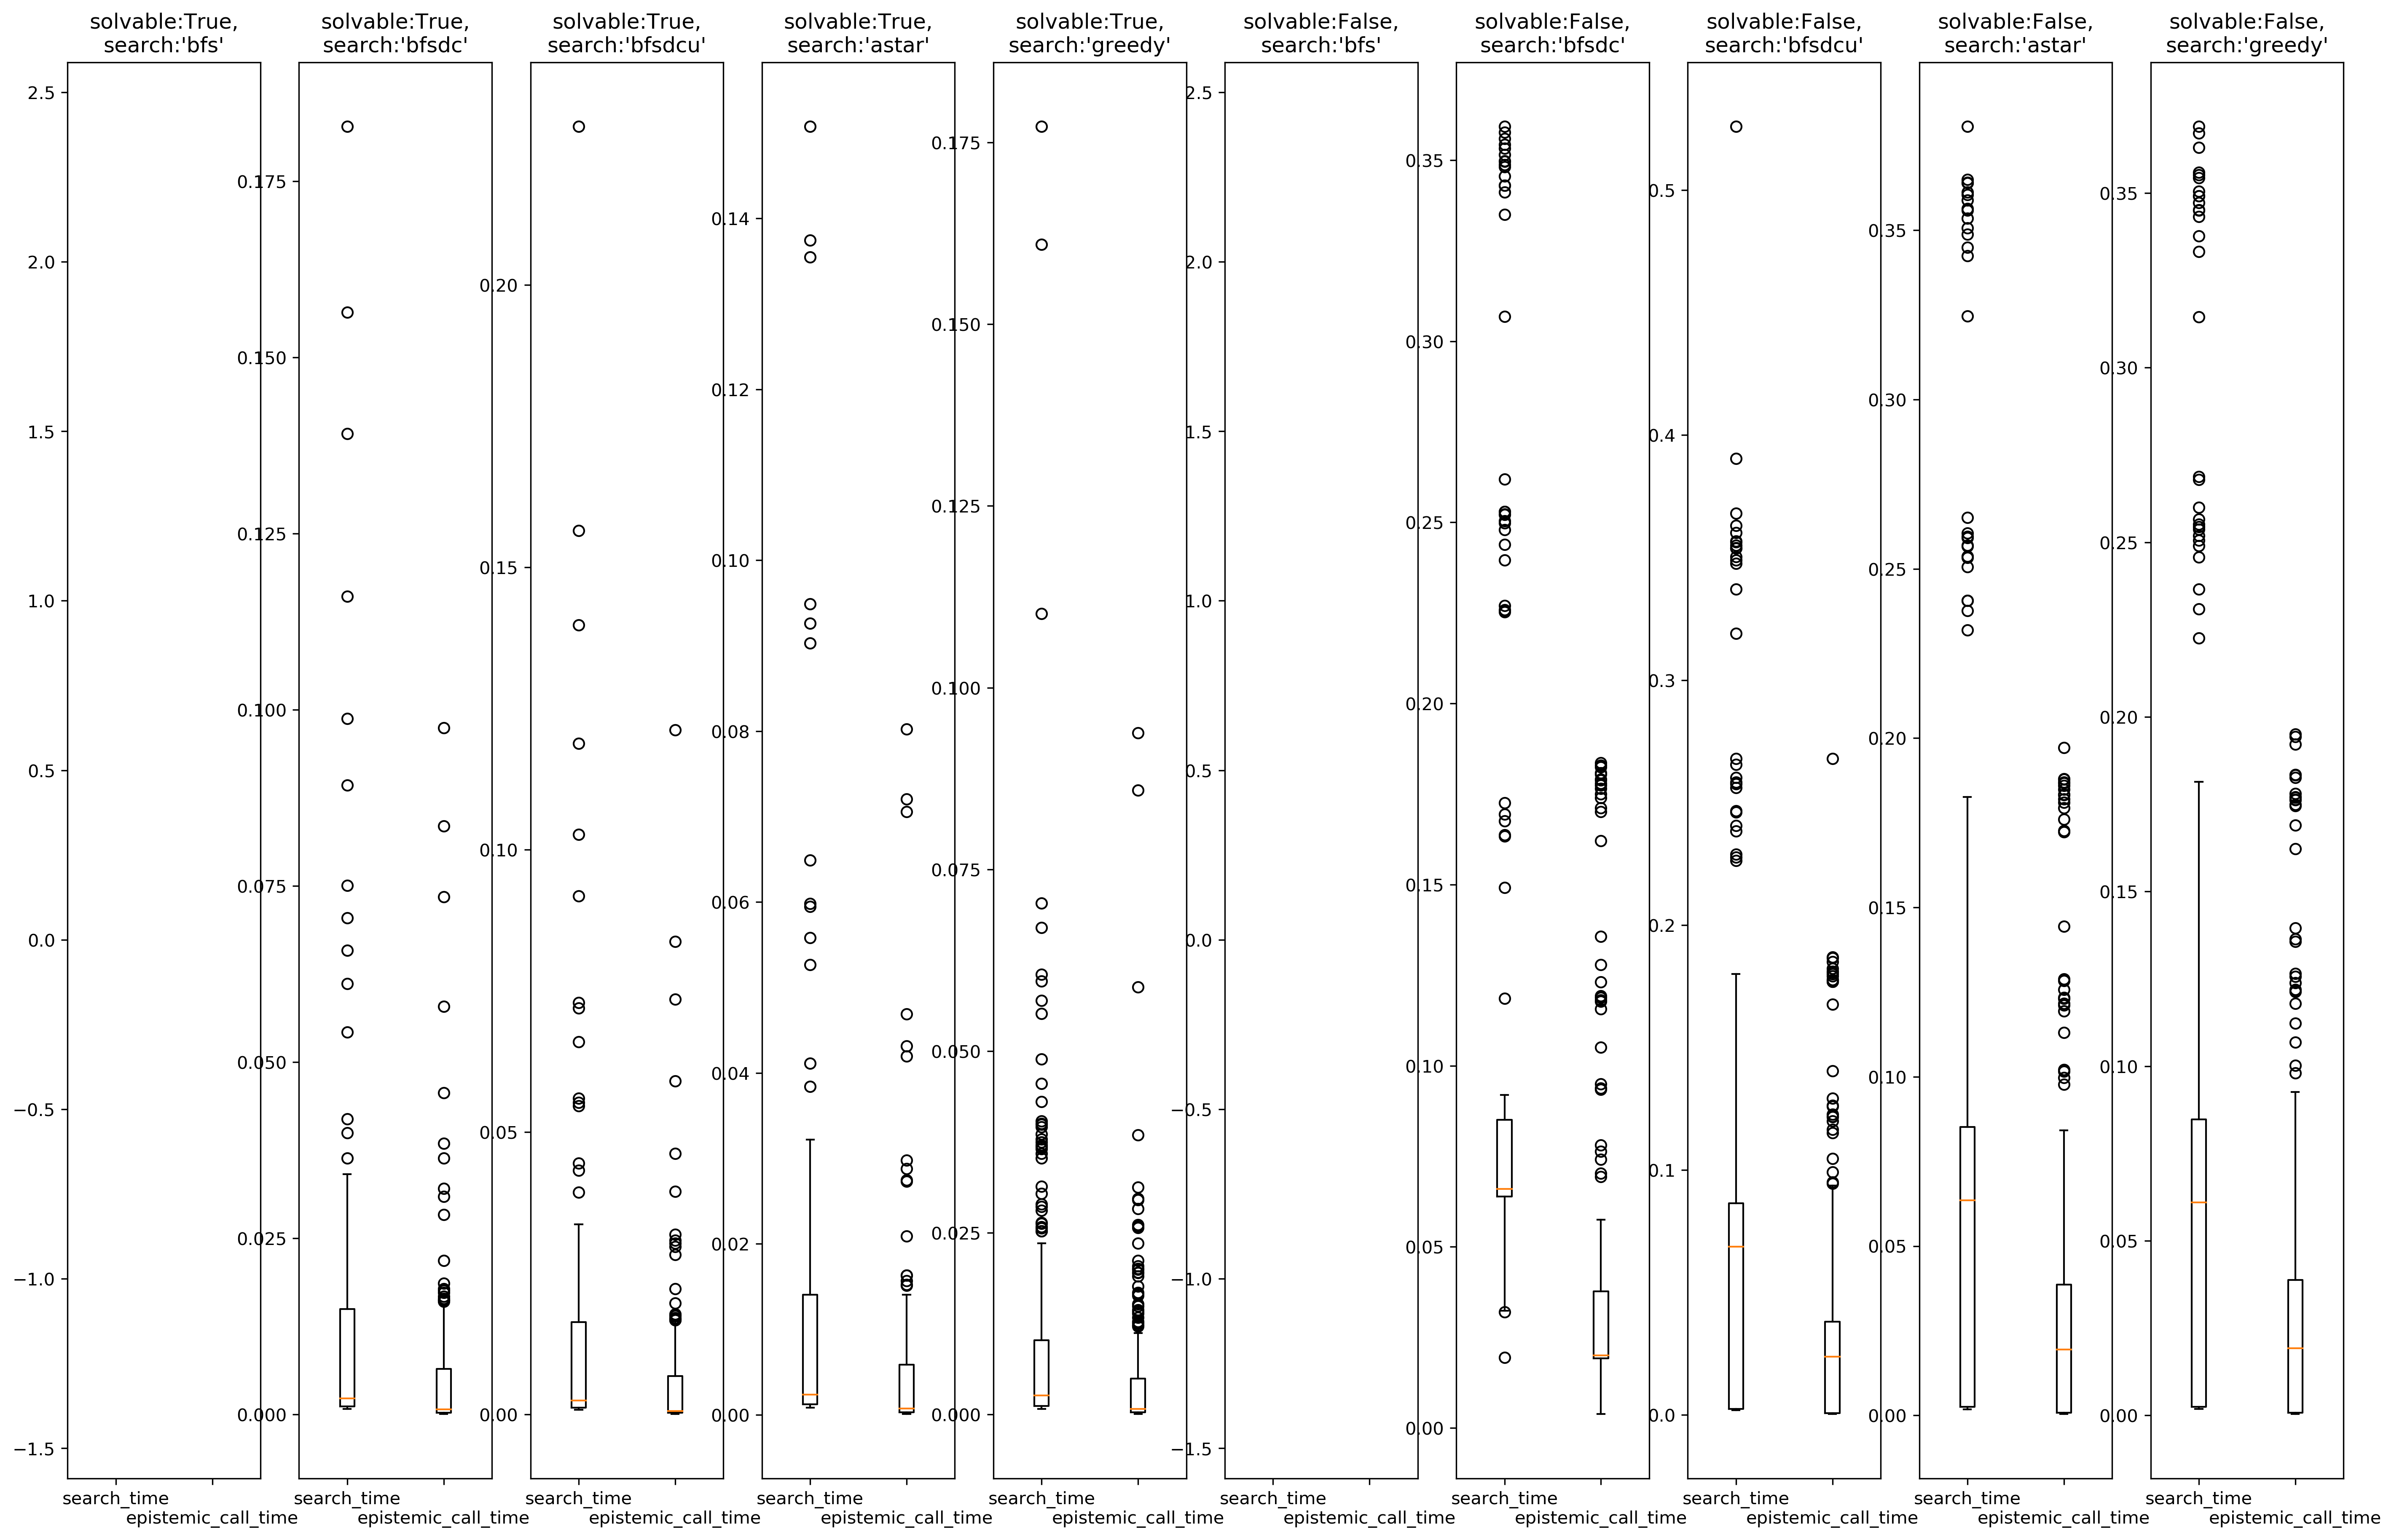 solvable:True,
search:'bfs'
solvable:True,
search:'bfsdc'
solvable:True,
search:'bfsdcu'
solvable:True,
search:'astar'
solvable:True,
search:'greedy'
solvable:False,
search:'bfs'
solvable:False,
search:'bfsdc'
solvable:False,
search:'bfsdcu'
solvable:False,
search:'astar'
solvable:False,
search:'greedy'
2.5
2.0
1.5
1.0
0.5
0.0
−0.5
−1.0
−1.5
search_time
epistemic_call_time
0.175
0.150
0.125
0.100
0.075
0.050
0.025
0.000
search_time
epistemic_call_time
0.20
0.15
0.10
0.05
0.00
search_time
epistemic_call_time
0.14
0.12
0.10
0.08
0.06
0.04
0.02
0.00
search_time
epistemic_call_time
0.175
0.150
0.125
0.100
0.075
0.050
0.025
0.000
search_time
epistemic_call_time
2.5
2.0
1.5
1.0
0.5
0.0
−0.5
−1.0
−1.5
search_time
epistemic_call_time
0.35
0.30
0.25
0.20
0.15
0.10
0.05
0.00
search_time
epistemic_call_time
0.5
0.4
0.3
0.2
0.1
0.0
search_time
epistemic_call_time
0.35
0.30
0.25
0.20
0.15
0.10
0.05
0.00
search_time
epistemic_call_time
0.35
0.30
0.25
0.20
0.15
0.10
0.05
0.00
search_time
epistemic_call_time